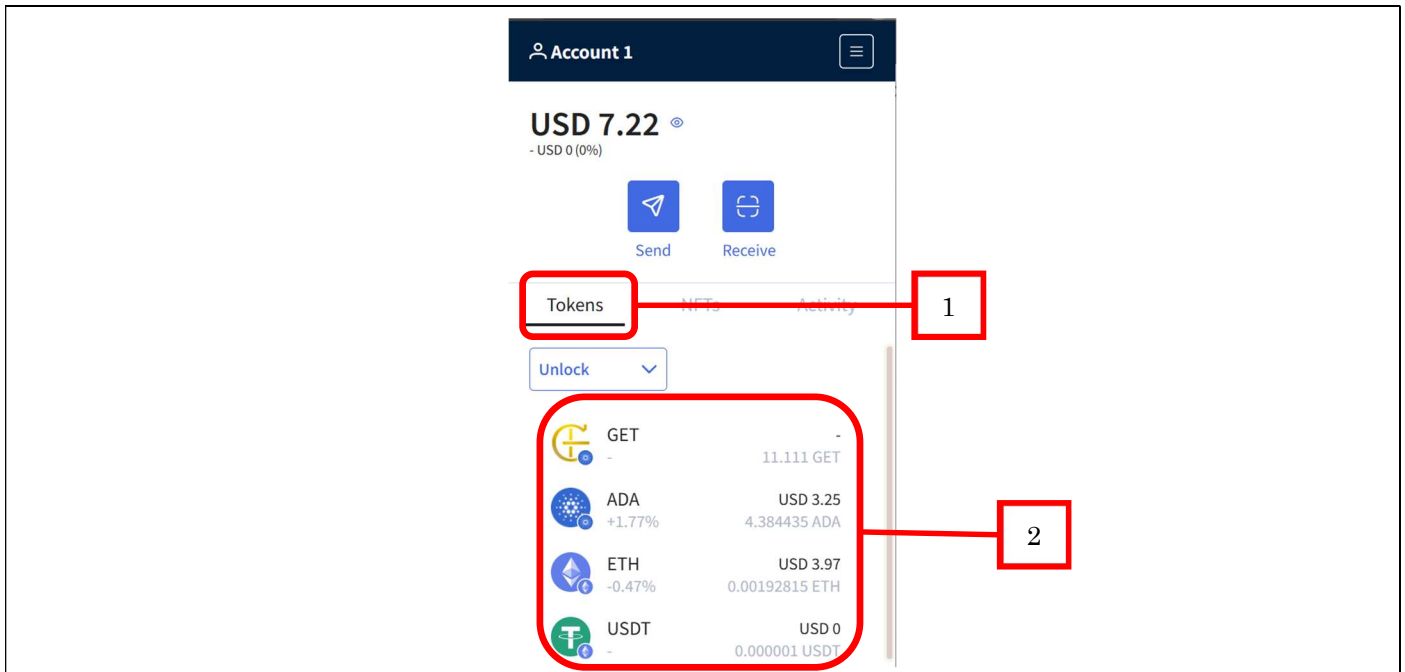 Account 1
USD 7.22
- USD 0 (0%)
Send Receive
Tokens NFTs Activity 1
Unlock
GET -
- 11.111 GET
ADA USD 3.25
+1.77% 4.384435 ADA
2
ETH USD 3.97
-0.47% 0.00192815 ETH
USDT USD 0
- 0.000001 USDT